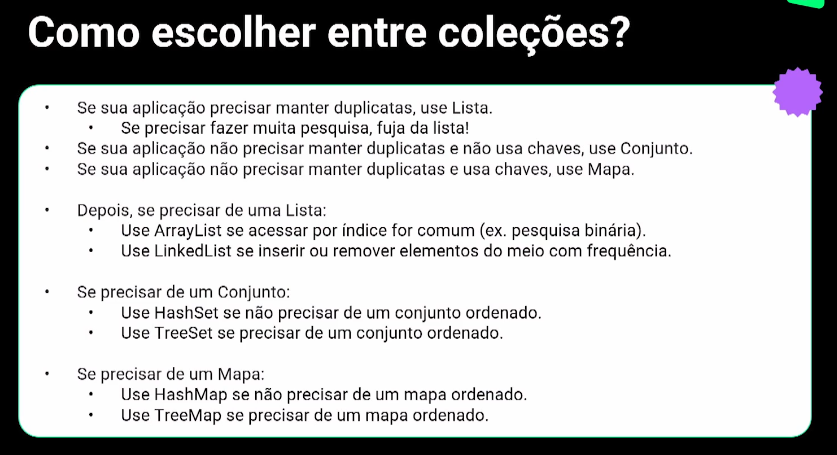 Como escolher entre coleções?
• Se sua aplicação precisar manter duplicatas, use Lista.
• Se precisar fazer muita pesquisa, fuja da lista!
• Se sua aplicação não precisar manter duplicatas e não usa chaves, use Conjunto.
• Se sua aplicação não precisar manter duplicatas e usa chaves, use Mapa.
• Depois, se precisar de uma Lista:
• Use ArrayList se acessar por índice for comum (ex. pesquisa binária).
• Use LinkedList se inserir ou remover elementos do meio com frequência.
• Se precisar de um Conjunto:
• Use HashSet se não precisar de um conjunto ordenado.
• Use TreeSet se precisar de um conjunto ordenado.
• Se precisar de um Mapa:
• Use HashMap se não precisar de um mapa ordenado.
• Use TreeMap se precisar de um mapa ordenado.